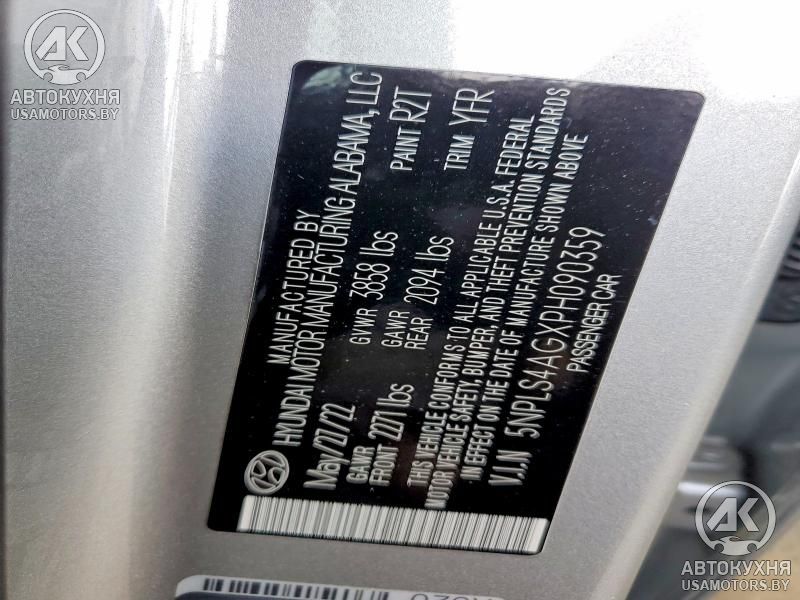 AK
АВТОКУХНЯ
USAMOTORS.BY
MANUFACTURED BY
HYUNDAI MOTOR MANUFACTURING ALABAMA, LLC
May/27/22 GVWR 3858 lbs PAINT R2T
GAWR FRONT 2271 lbs GAWR REAR 2094 lbs TRIM YFR
THIS VEHICLE CONFORMS TO ALL APPLICABLE U.S.A. FEDERAL
MOTOR VEHICLE SAFETY, BUMPER, AND THEFT PREVENTION STANDARDS
IN EFFECT ON THE DATE OF MANUFACTURE SHOWN ABOVE
V.I.N 5NPLS4AGXPH090359
PASSENGER CAR
AK
АВТОКУХНЯ
USAMOTORS.BY